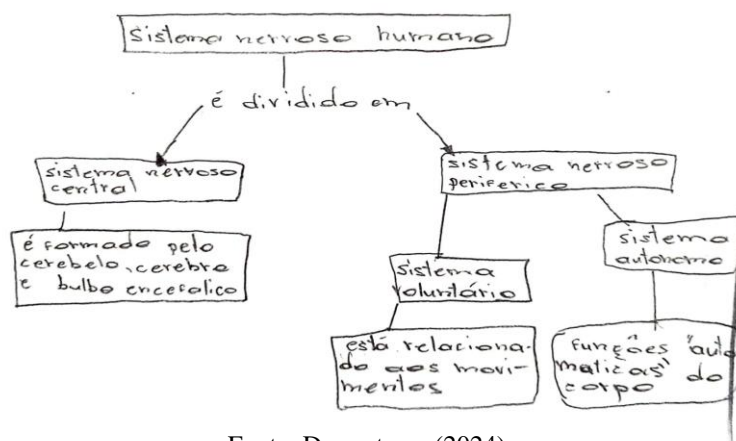 sistema nervoso humano
é dividido em
sistema nervoso
central
sistema nervoso
periferico
é formado pelo
cerebelo, cerebro
e bulbo encefalico
sistema
voluntário
sistema
autonomo
está relaciona-
do aos movi-
mentos
funções "auto
maticas" do
corpo
(2024)